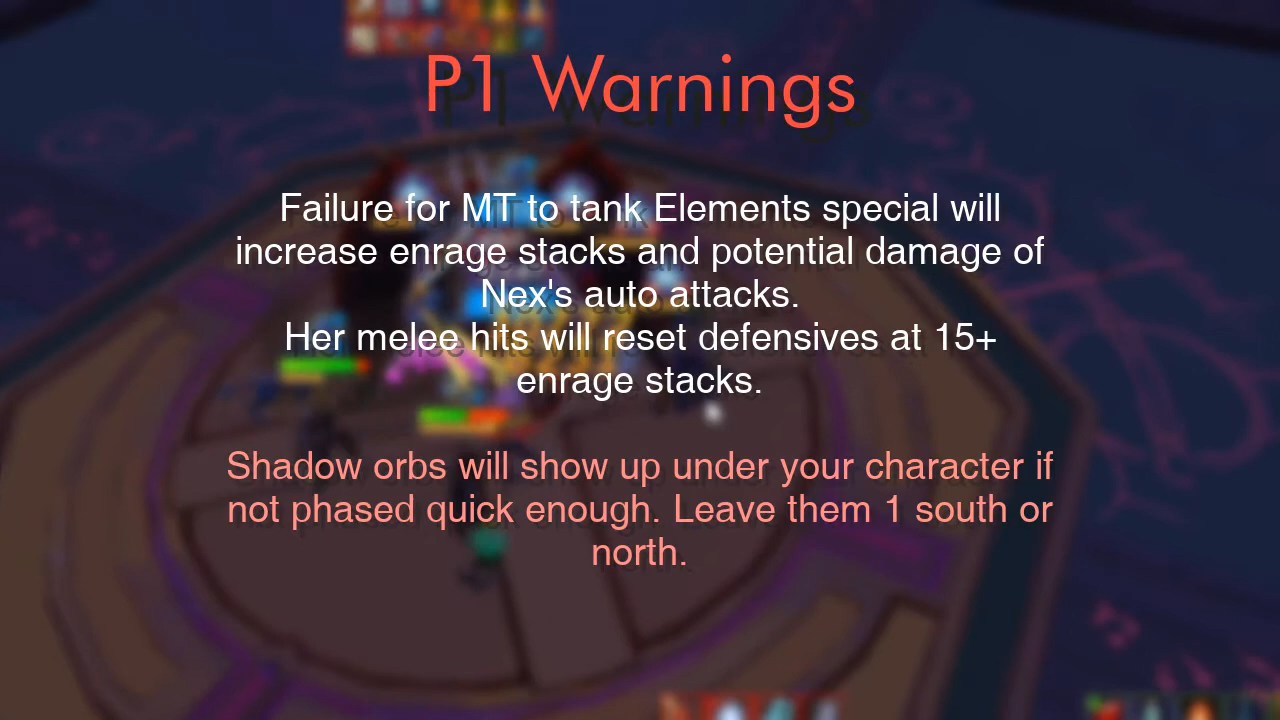 P1 Warnings
Failure for MT to tank Elements special will
increase enrage stacks and potential damage of
Nex's auto attacks.
Her melee hits will reset defensives at 15+
enrage stacks.
Shadow orbs will show up under your character if
not phased quick enough. Leave them 1 south or
north.